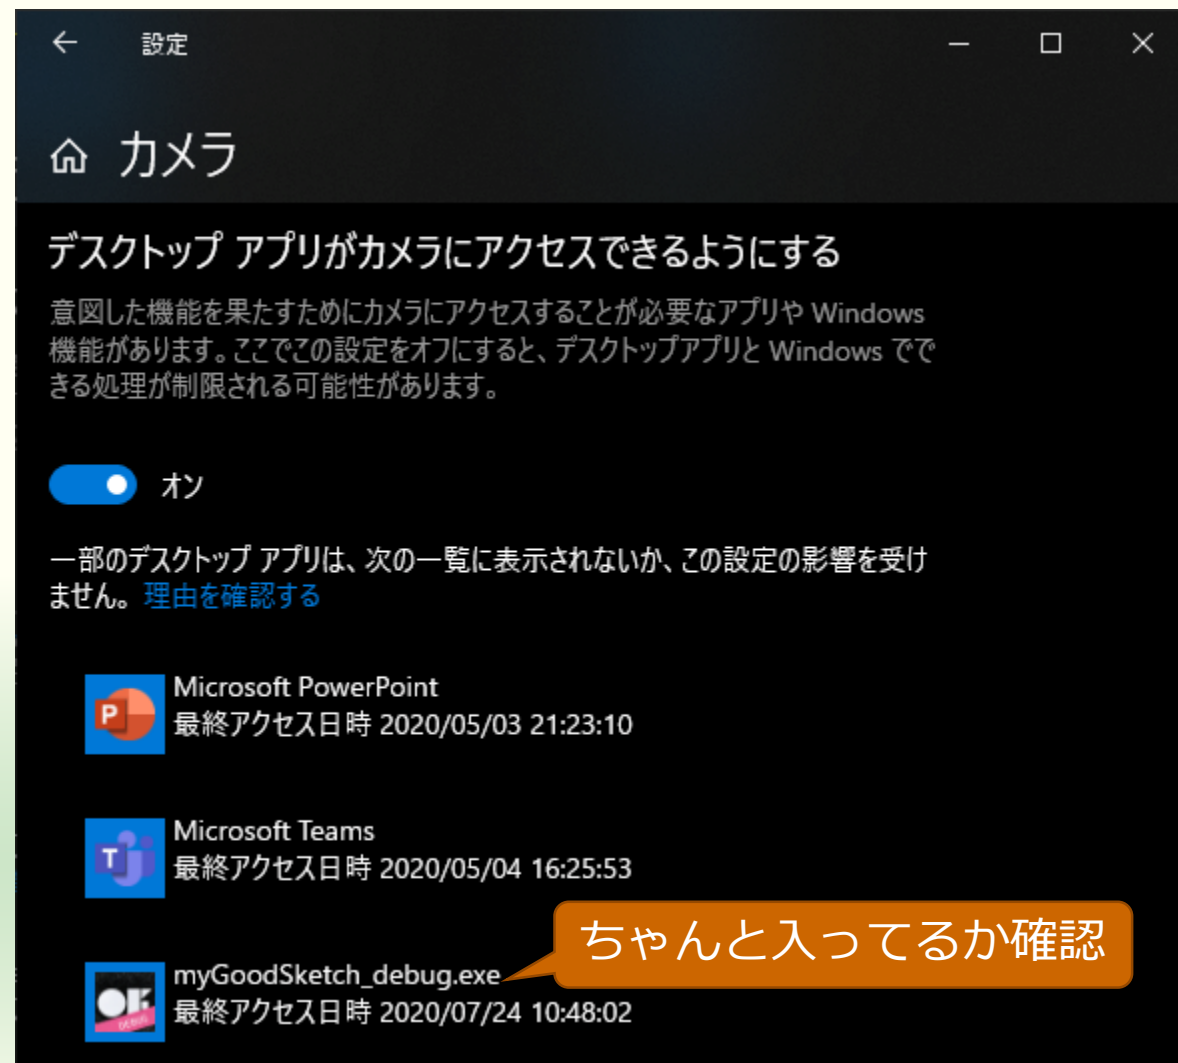 設定
カメラ
デスクトップ アプリがカメラにアクセスできるようにする
意図した機能を果たすためにカメラにアクセスすることが必要なアプリや Windows
機能があります。ここでこの設定をオフにすると、デスクトップアプリと Windows でで
きる処理が制限される可能性があります。
オン
一部のデスクトップ アプリは、次の一覧に表示されないか、この設定の影響を受け
ません。 理由を確認する
P
Microsoft PowerPoint
最終アクセス日時 2020/05/03 21:23:10
T
Microsoft Teams
最終アクセス日時 2020/05/04 16:25:53
ちゃんと入ってるか確認
OF
DEBUG
myGoodSketch_debug.exe
最終アクセス日時 2020/07/24 10:48:02